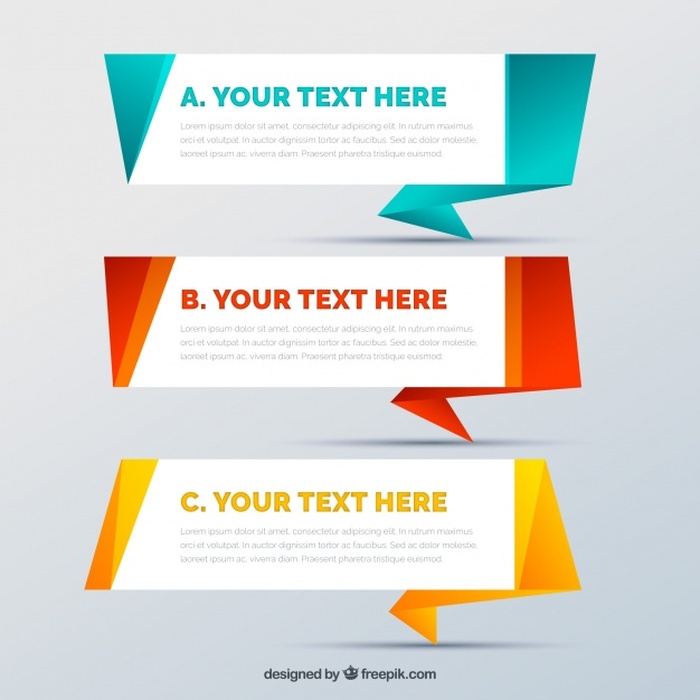 A. YOUR TEXT HERE
Lorem ipsum dolor sit amet, consectetur adipiscing elit. In rutrum maximus
orci et volutpat. In auctor dignissim tortor ac faucibus. Sed ac dolor molestie,
laoreet ipsum ac, viverra diam. Praesent pharetra tristique euismod.
B. YOUR TEXT HERE
Lorem ipsum dolor sit amet, consectetur adipiscing elit. In rutrum maximus
orci et volutpat. In auctor dignissim tortor ac faucibus. Sed ac dolor molestie,
laoreet ipsum ac, viverra diam. Praesent pharetra tristique euismod.
C. YOUR TEXT HERE
Lorem ipsum dolor sit amet, consectetur adipiscing elit. In rutrum maximus
orci et volutpat. In auctor dignissim tortor ac faucibus. Sed ac dolor molestie,
laoreet ipsum ac, viverra diam. Praesent pharetra tristique euismod.
designed by freepik.com